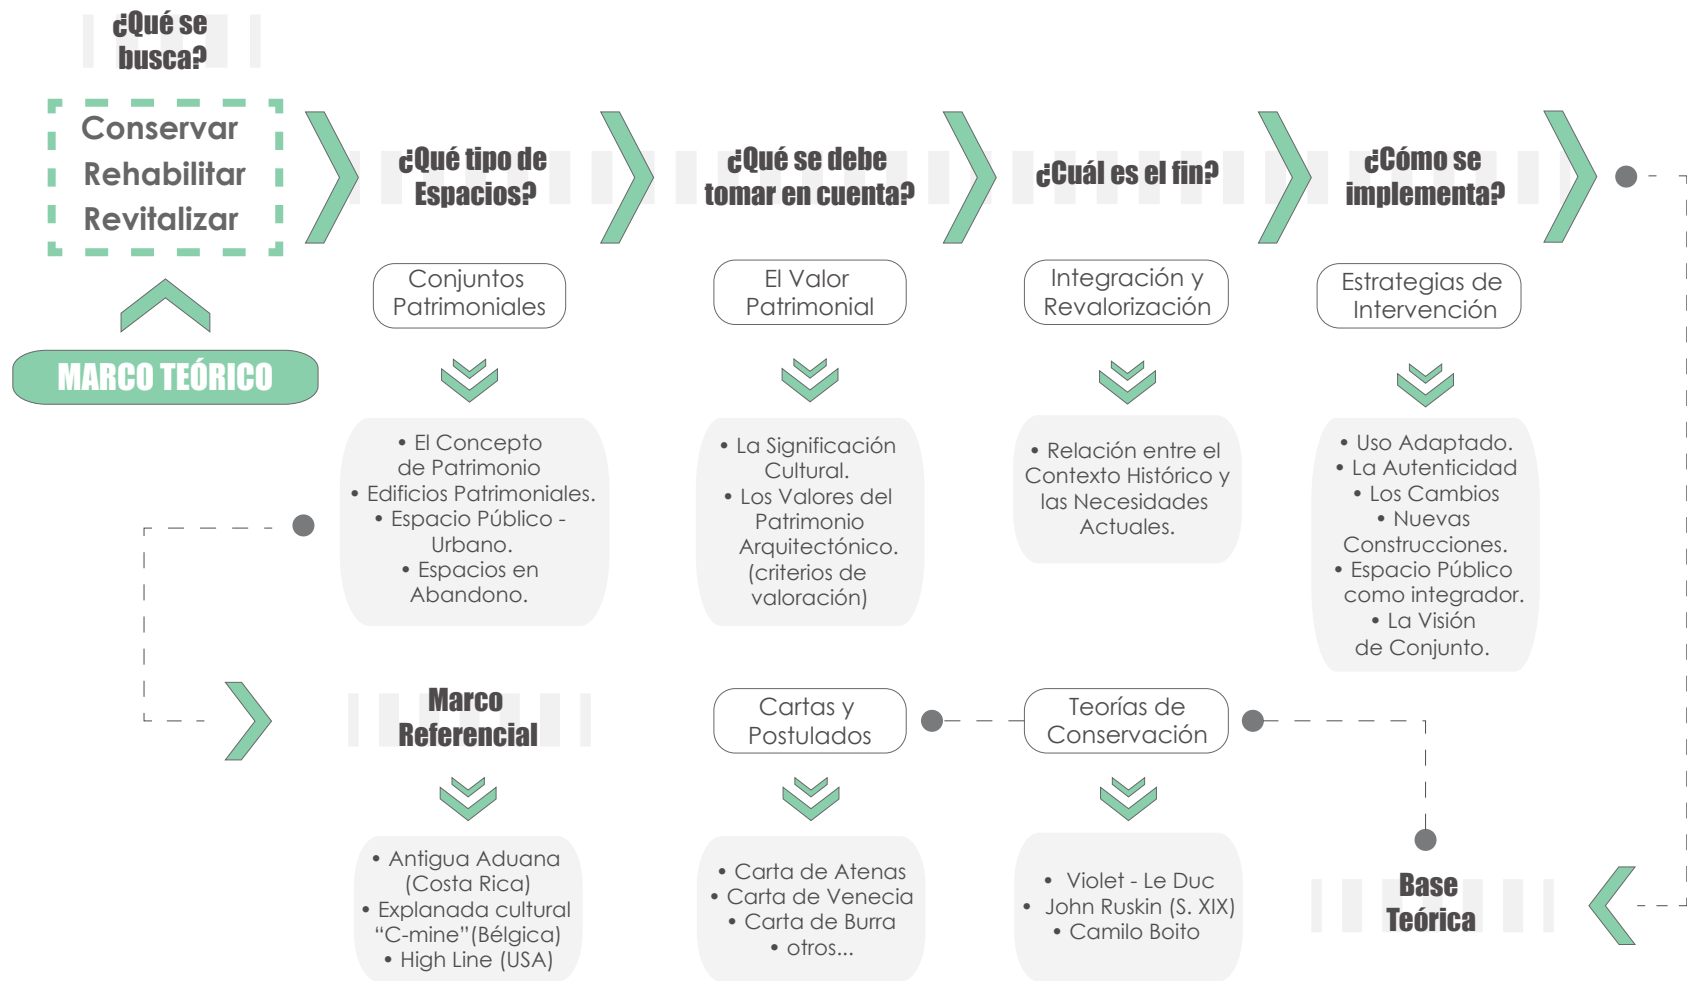 ¿Qué se
busca?
Conservar
Rehabilitar
Revitalizar
MARCO TEÓRICO
¿Qué tipo de
Espacios?
Conjuntos
Patrimoniales
• El Concepto
de Patrimonio
• Edificios Patrimoniales.
• Espacio Público -
Urbano.
• Espacios en
Abandono.
¿Qué se debe
tomar en cuenta?
El Valor
Patrimonial
• La Significación
Cultural.
• Los Valores del
Patrimonio
Arquitectónico.
(criterios de
valoración)
¿Cuál es el fin?
Integración y
Revalorización
• Relación entre el
Contexto Histórico y
las Necesidades
Actuales.
¿Cómo se
implementa?
Estrategias de
Intervención
• Uso Adaptado.
• La Autenticidad
• Los Cambios
• Nuevas
Construcciones.
• Espacio Público
como integrador.
• La Visión
de Conjunto.
Marco
Referencial
• Antigua Aduana
(Costa Rica)
• Explanada cultural
“C-mine”(Bélgica)
• High Line (USA)
Cartas y
Postulados
• Carta de Atenas
• Carta de Venecia
• Carta de Burra
• otros...
Teorías de
Conservación
• Violet - Le Duc
• John Ruskin (S. XIX)
• Camilo Boito
Base
Teórica